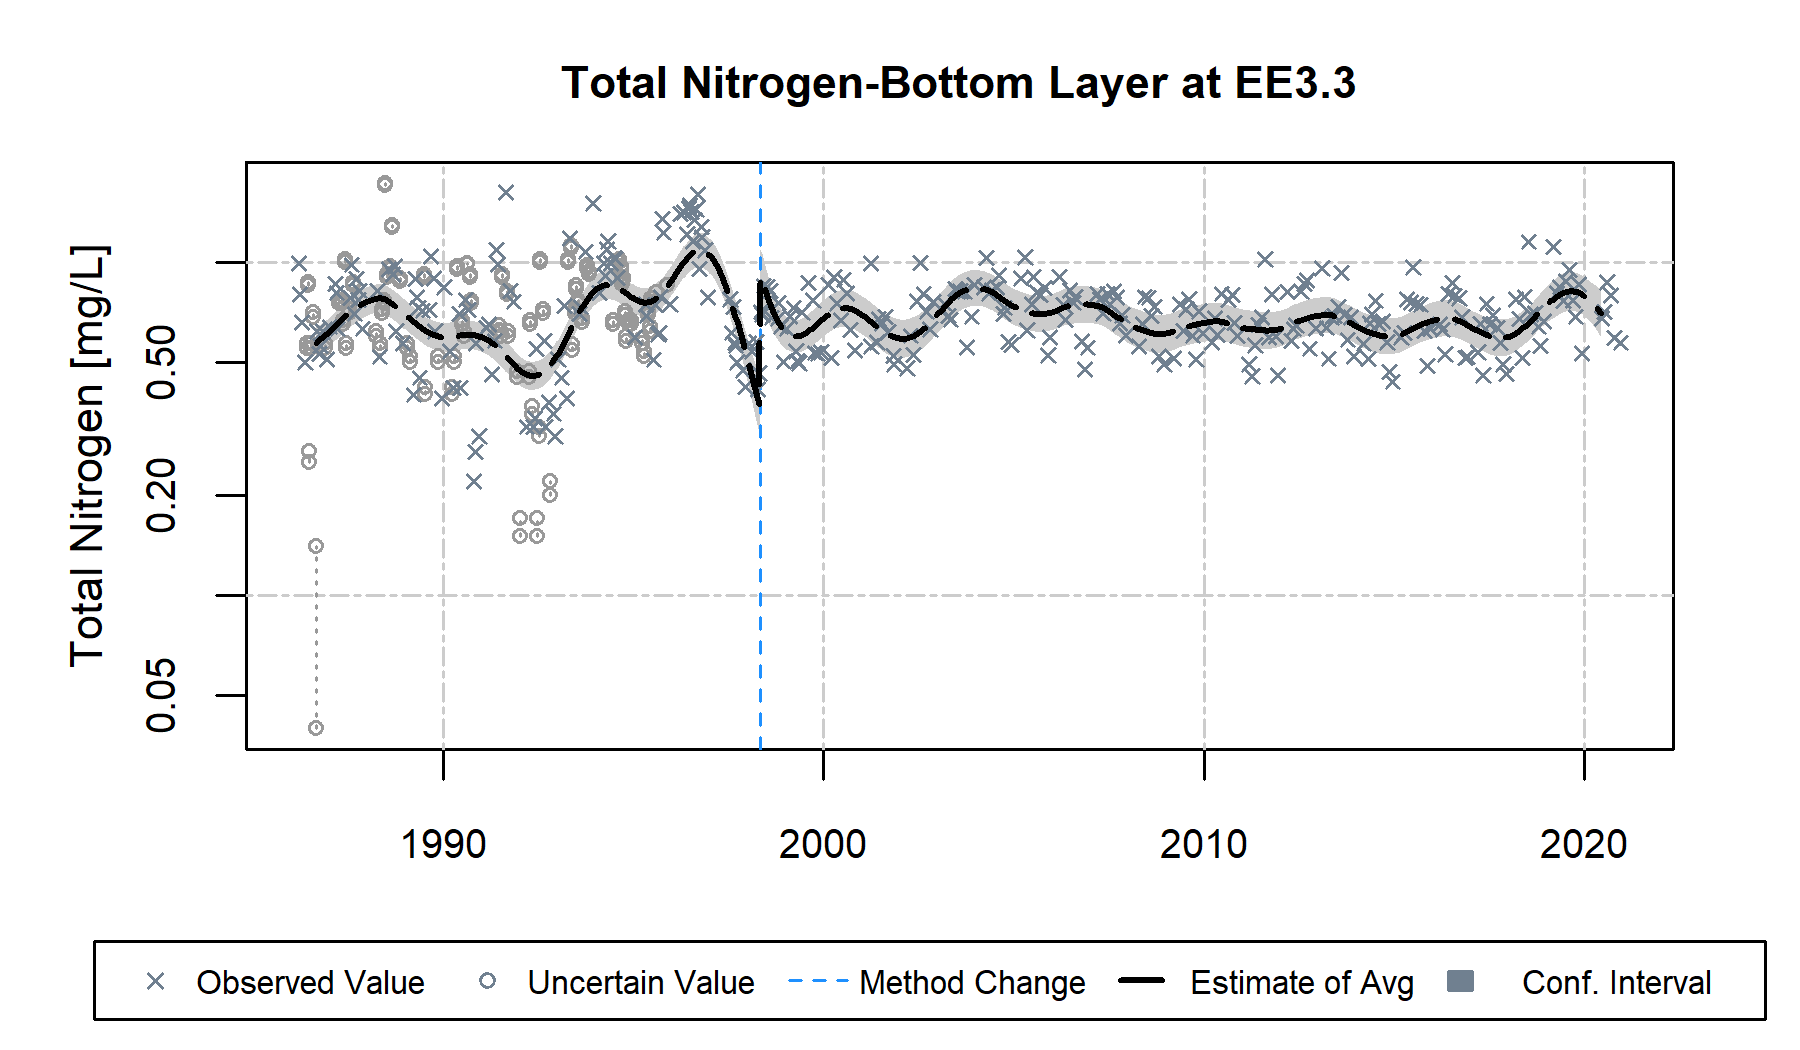 Total Nitrogen-Bottom Layer at EE3.3
Total Nitrogen [mg/L]
0.50
0.20
0.05
1990 2000 2010 2020
Observed Value Uncertain Value Method Change Estimate of Avg Conf. Interval